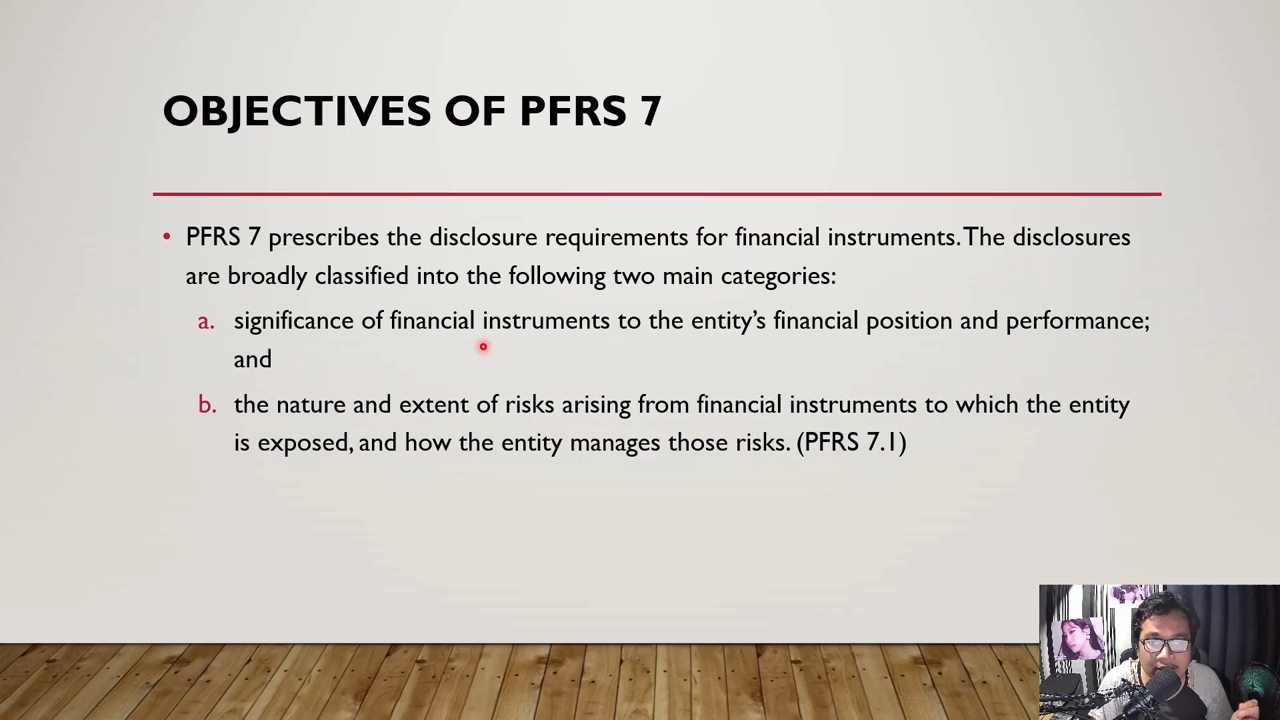 OBJECTIVES OF PFRS 7
• PFRS 7 prescribes the disclosure requirements for financial instruments. The disclosures
are broadly classified into the following two main categories:
a. significance of financial instruments to the entity’s financial position and performance;
and
b. the nature and extent of risks arising from financial instruments to which the entity
is exposed, and how the entity manages those risks. (PFRS 7.1)